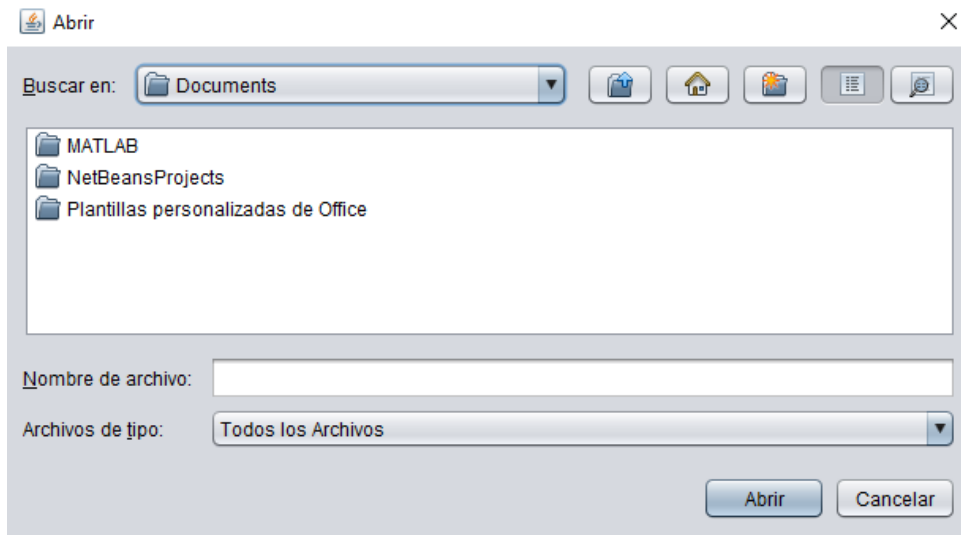 Abrir
Buscar en: Documents
MATLAB
NetBeansProjects
Plantillas personalizadas de Office
Nombre de archivo:
Archivos de tipo: Todos los Archivos
Abrir Cancelar